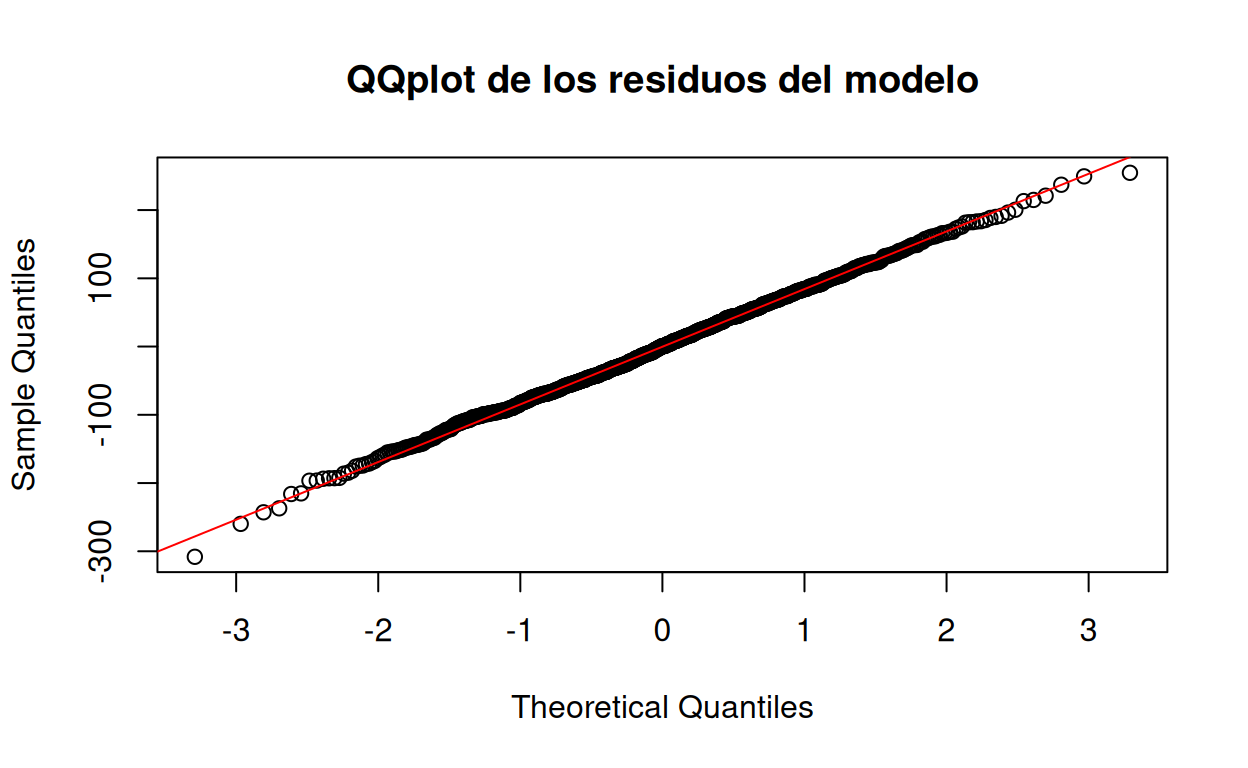 QQplot de los residuos del modelo
Sample Quantiles
100
-100
-300
-3 -2 -1 0 1 2 3
Theoretical Quantiles